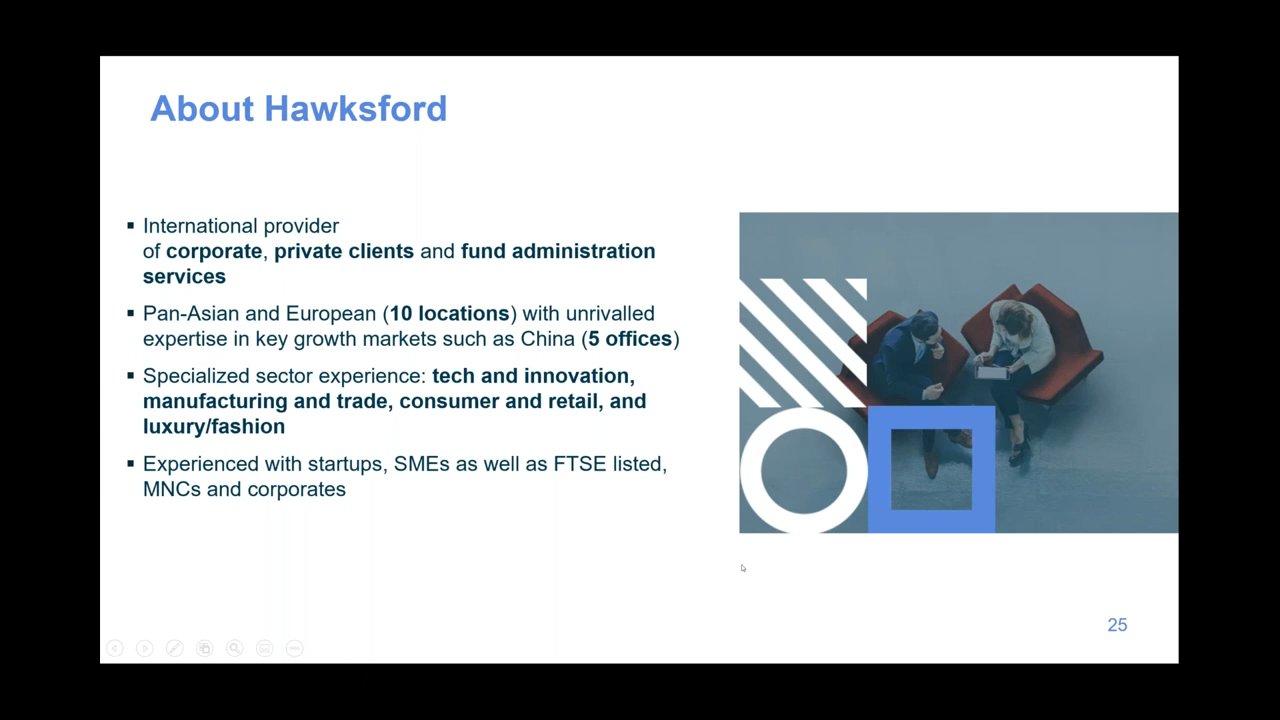 About Hawksford
▪ International provider
of corporate, private clients and fund administration
services
▪ Pan-Asian and European (10 locations) with unrivalled
expertise in key growth markets such as China (5 offices)
▪ Specialized sector experience: tech and innovation,
manufacturing and trade, consumer and retail, and
luxury/fashion
▪ Experienced with startups, SMEs as well as FTSE listed,
MNCs and corporates
25